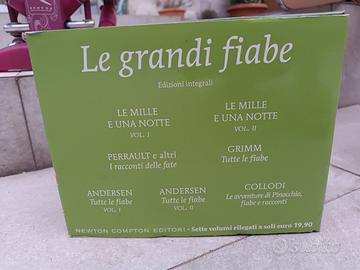 Le grandi fiabe
Edizioni integrali
LE MILLE
E UNA NOTTE
VOL. I
LE MILLE
E UNA NOTTE
VOL. II
PERRAULT e altri
I racconti delle fate
GRIMM
Tutte le fiabe
ANDERSEN
Tutte le fiabe
VOL. I
ANDERSEN
Tutte le fiabe
VOL. II
COLLODI
Le avventure di Pinocchio,
fiabe e racconti
NEWTON COMPTON EDITORI - Sette volumi rilegati a soli euro 19,90
subito